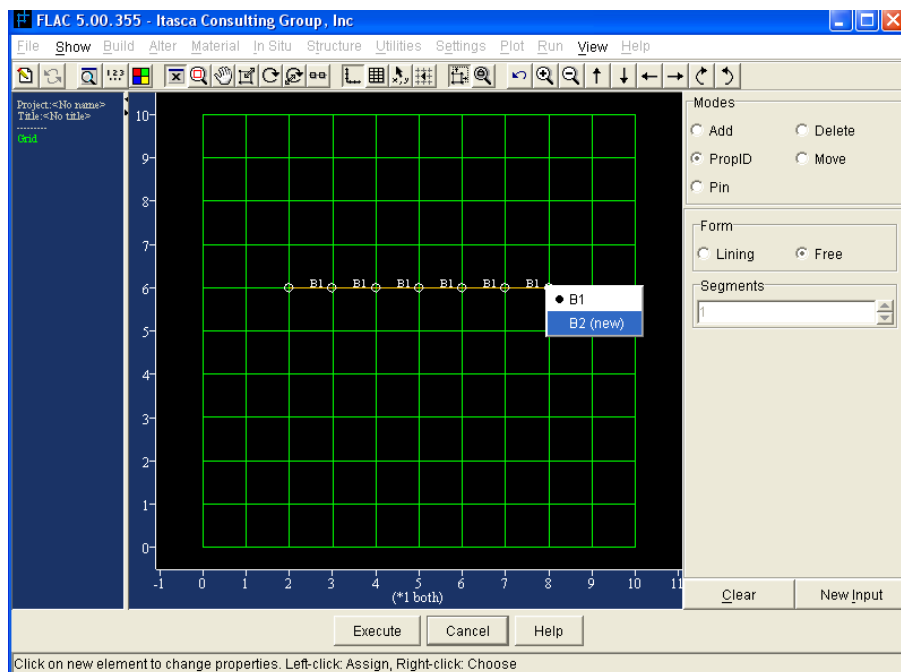 FLAC 5.00.355 - Itasca Consulting Group, Inc
File Show Build Alter Material In Situ Structure Utilities Settings Plot Run View Help
1 2 3
Project:<No name>
Title:<No title>
----------
Grid
10
9
8
7
6
5
4
3
2
1
0
B1 B1 B1 B1 B1 B1
B1
B2 (new)
-1 0 1 2 3 4 5 6 7 8 9 10 11
(*1 both)
Modes
Add Delete
PropID Move
Pin
Form
Lining Free
Segments
1
Clear New Input
Execute Cancel Help
Click on new element to change properties. Left-click: Assign, Right-click: Choose